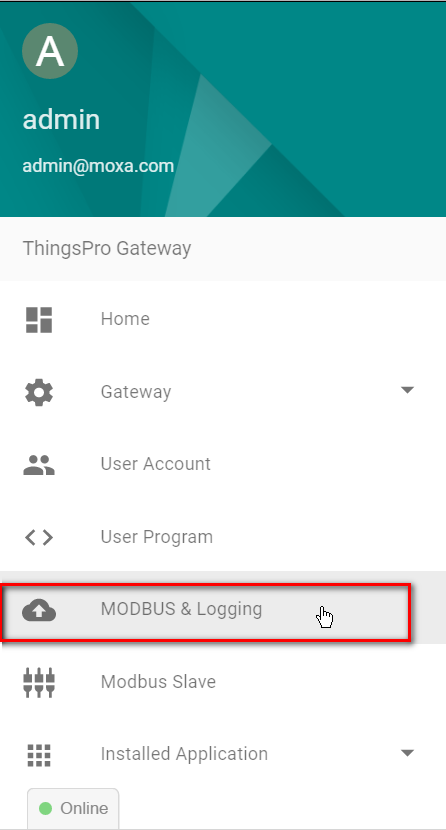 A
admin
admin@moxa.com
ThingsPro Gateway
Home
Gateway
User Account
User Program
MODBUS & Logging
Modbus Slave
Installed Application
Online